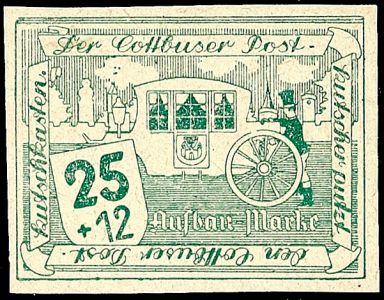 Der Cottbuser Post-
kutscher putzt
den Cottbuser Post-
kutschkasten.
25
+ 12
Aufbau-Marke